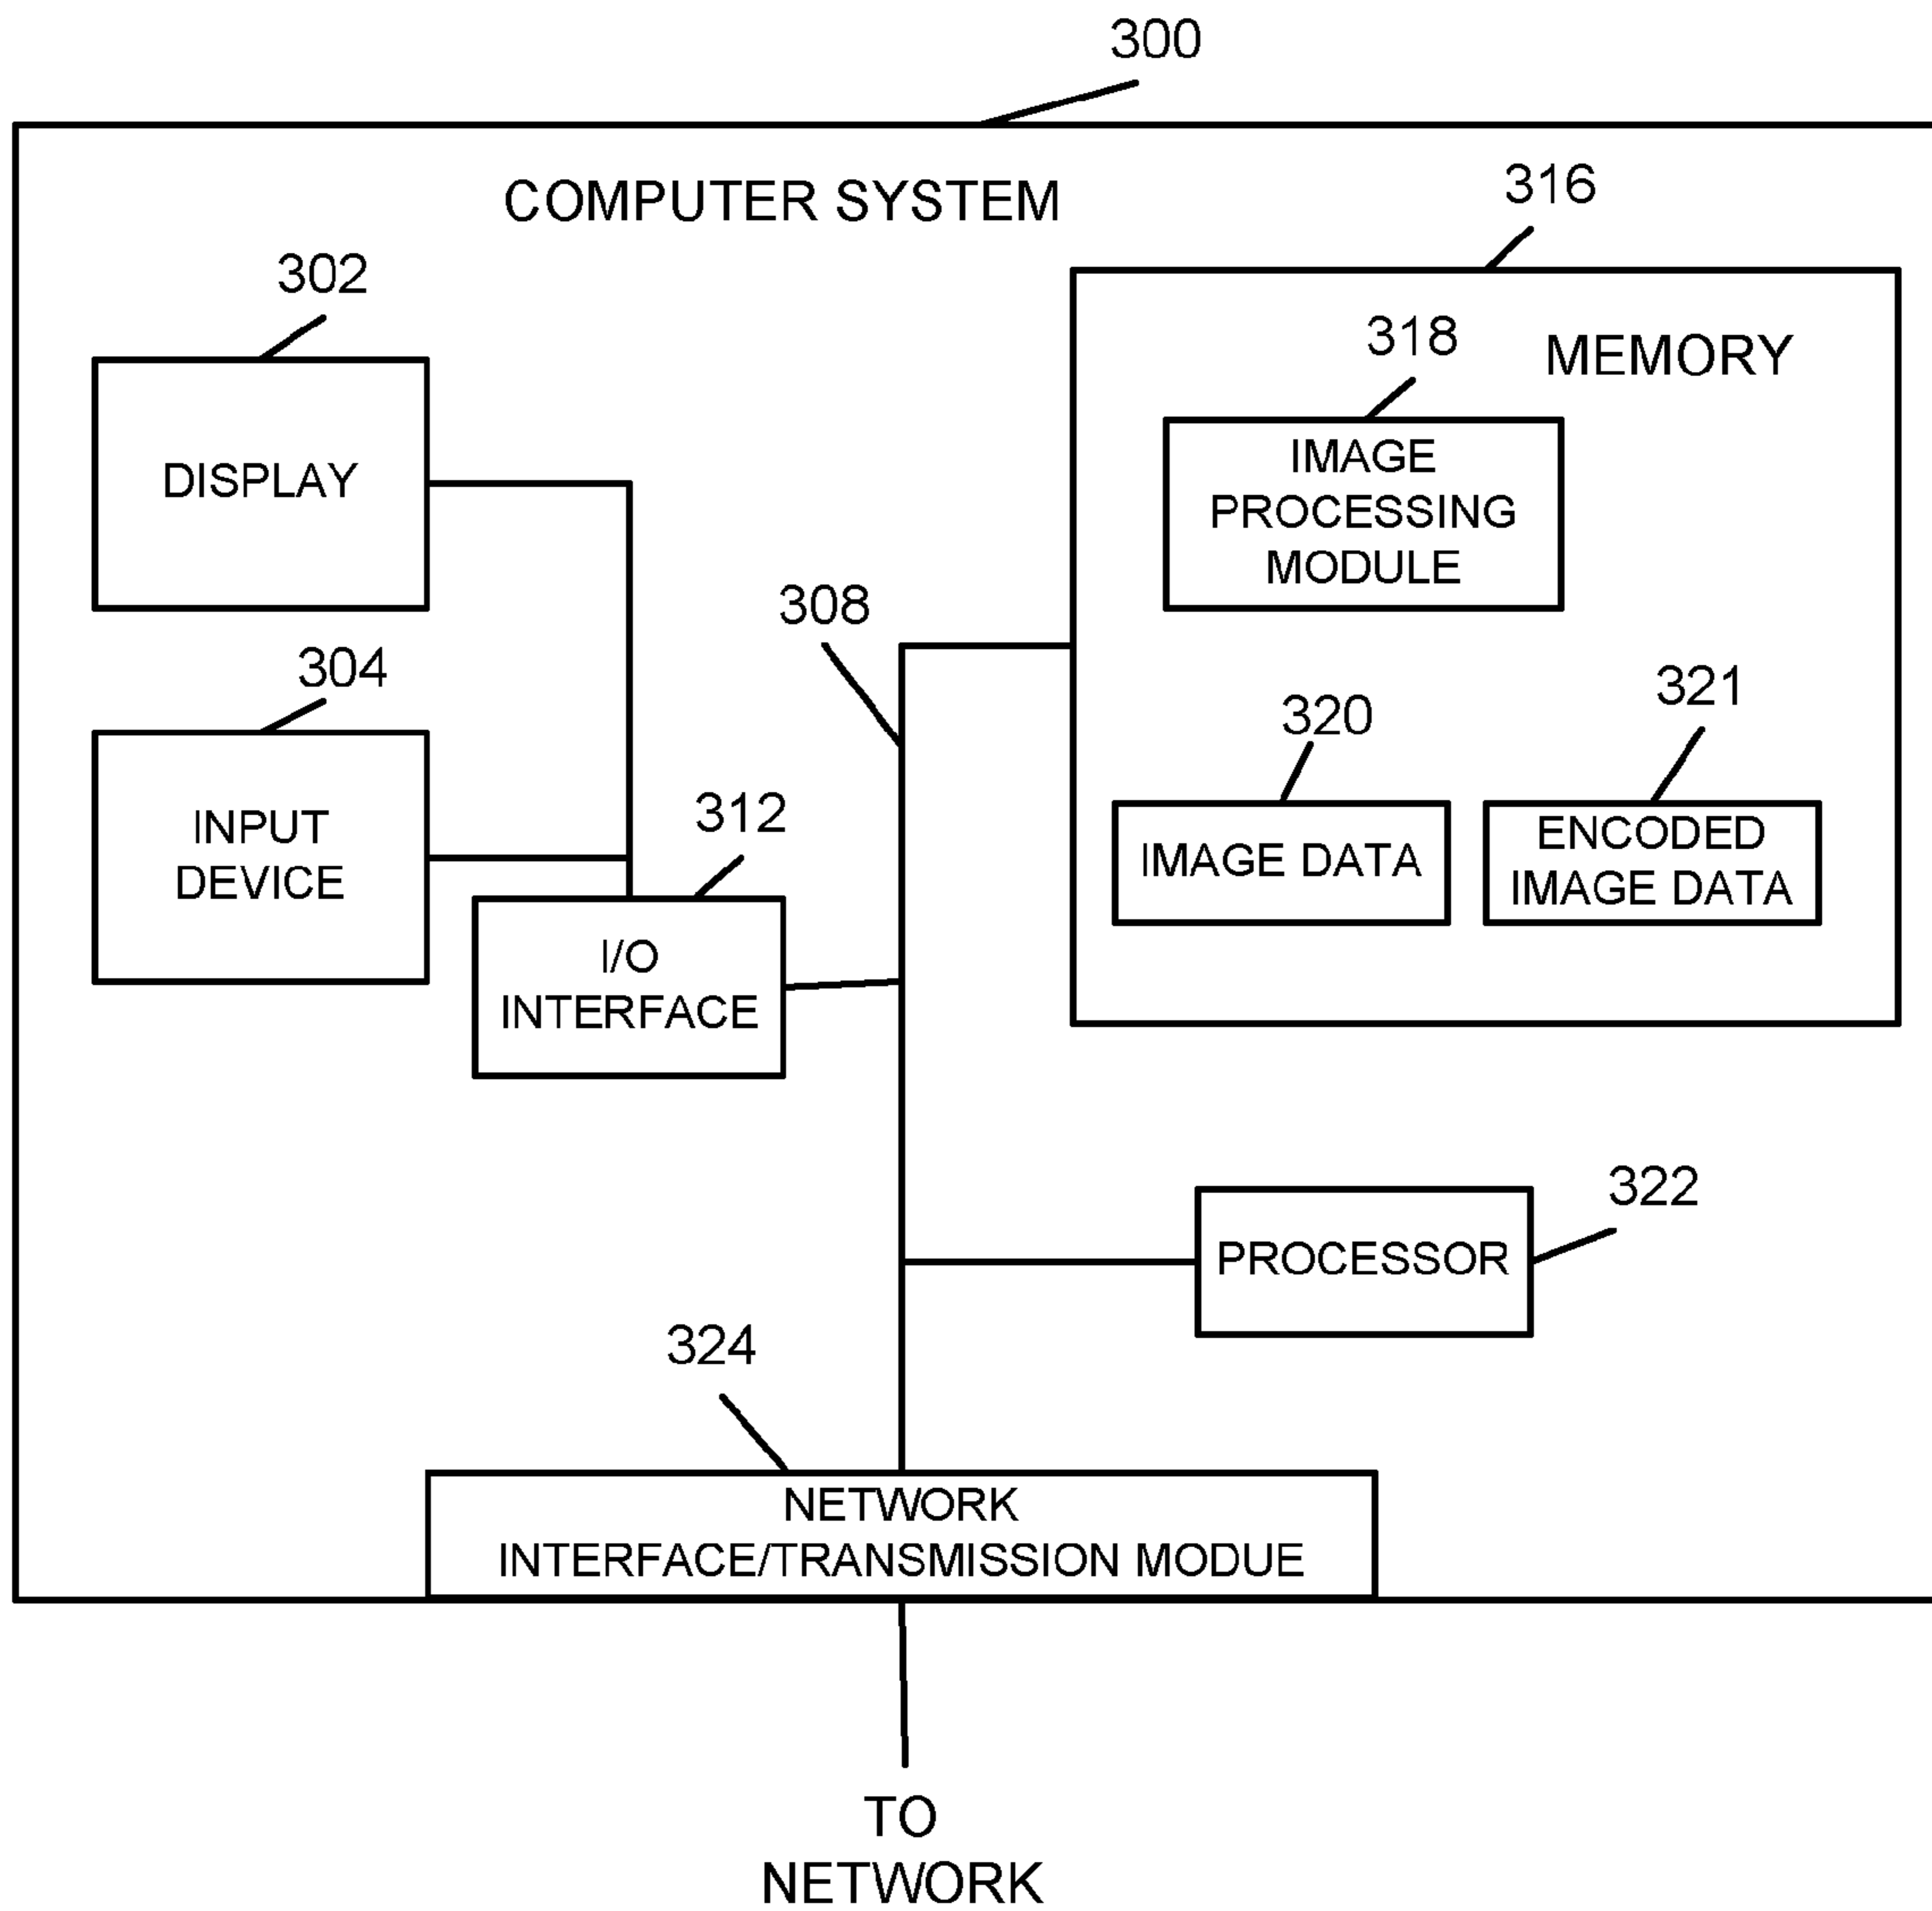 300
COMPUTER SYSTEM
316
302
318
MEMORY
DISPLAY
IMAGE
PROCESSING
MODULE
308
304
320
321
INPUT
DEVICE
312
IMAGE DATA
ENCODED
IMAGE DATA
I/O
INTERFACE
322
PROCESSOR
324
NETWORK
INTERFACE/TRANSMISSION MODUE
TO
NETWORK